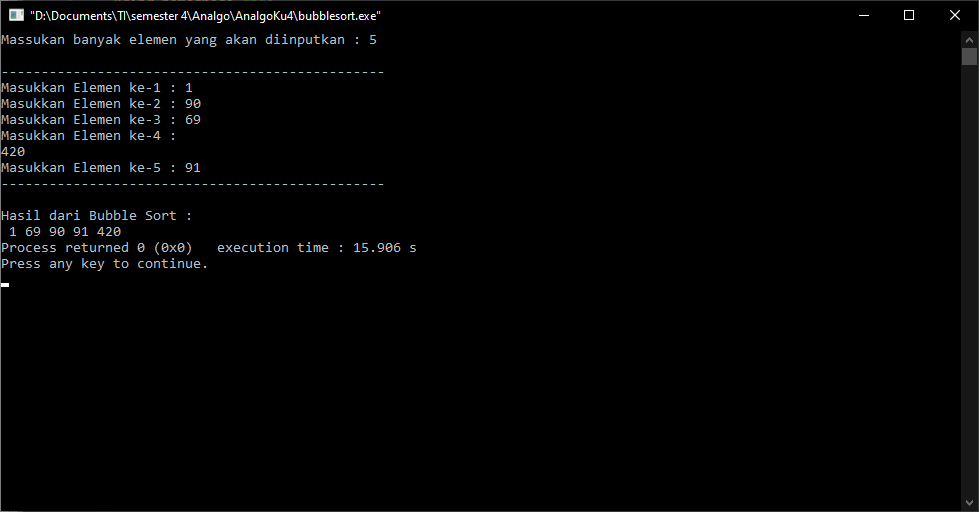 "D:\Documents\TI\semester 4\Analgo\AnalgoKu4\bubblesort.exe"
Massukan banyak elemen yang akan diinputkan : 5
------------------------------------------------
Masukkan Elemen ke-1 : 1
Masukkan Elemen ke-2 : 90
Masukkan Elemen ke-3 : 69
Masukkan Elemen ke-4 :
420
Masukkan Elemen ke-5 : 91
------------------------------------------------
Hasil dari Bubble Sort :
1 69 90 91 420
Process returned 0 (0x0)   execution time : 15.906 s
Press any key to continue.